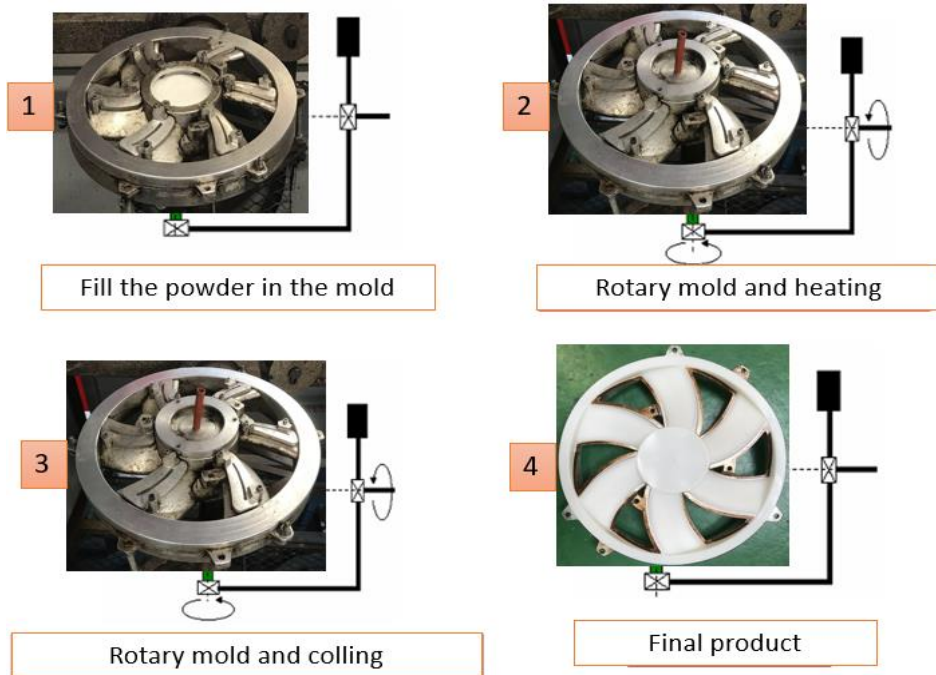 1
Fill the powder in the mold
2
Rotary mold and heating
3
Rotary mold and colling
4
Final product